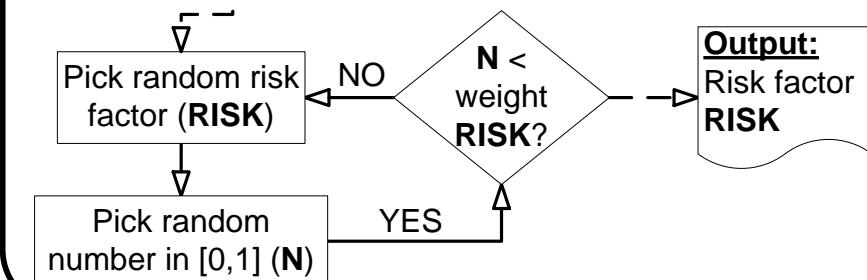 Pick random risk
factor (RISK)
NO
N <
weight
RISK?
Output:
Risk factor
RISK
Pick random
number in [0,1] (N)
YES